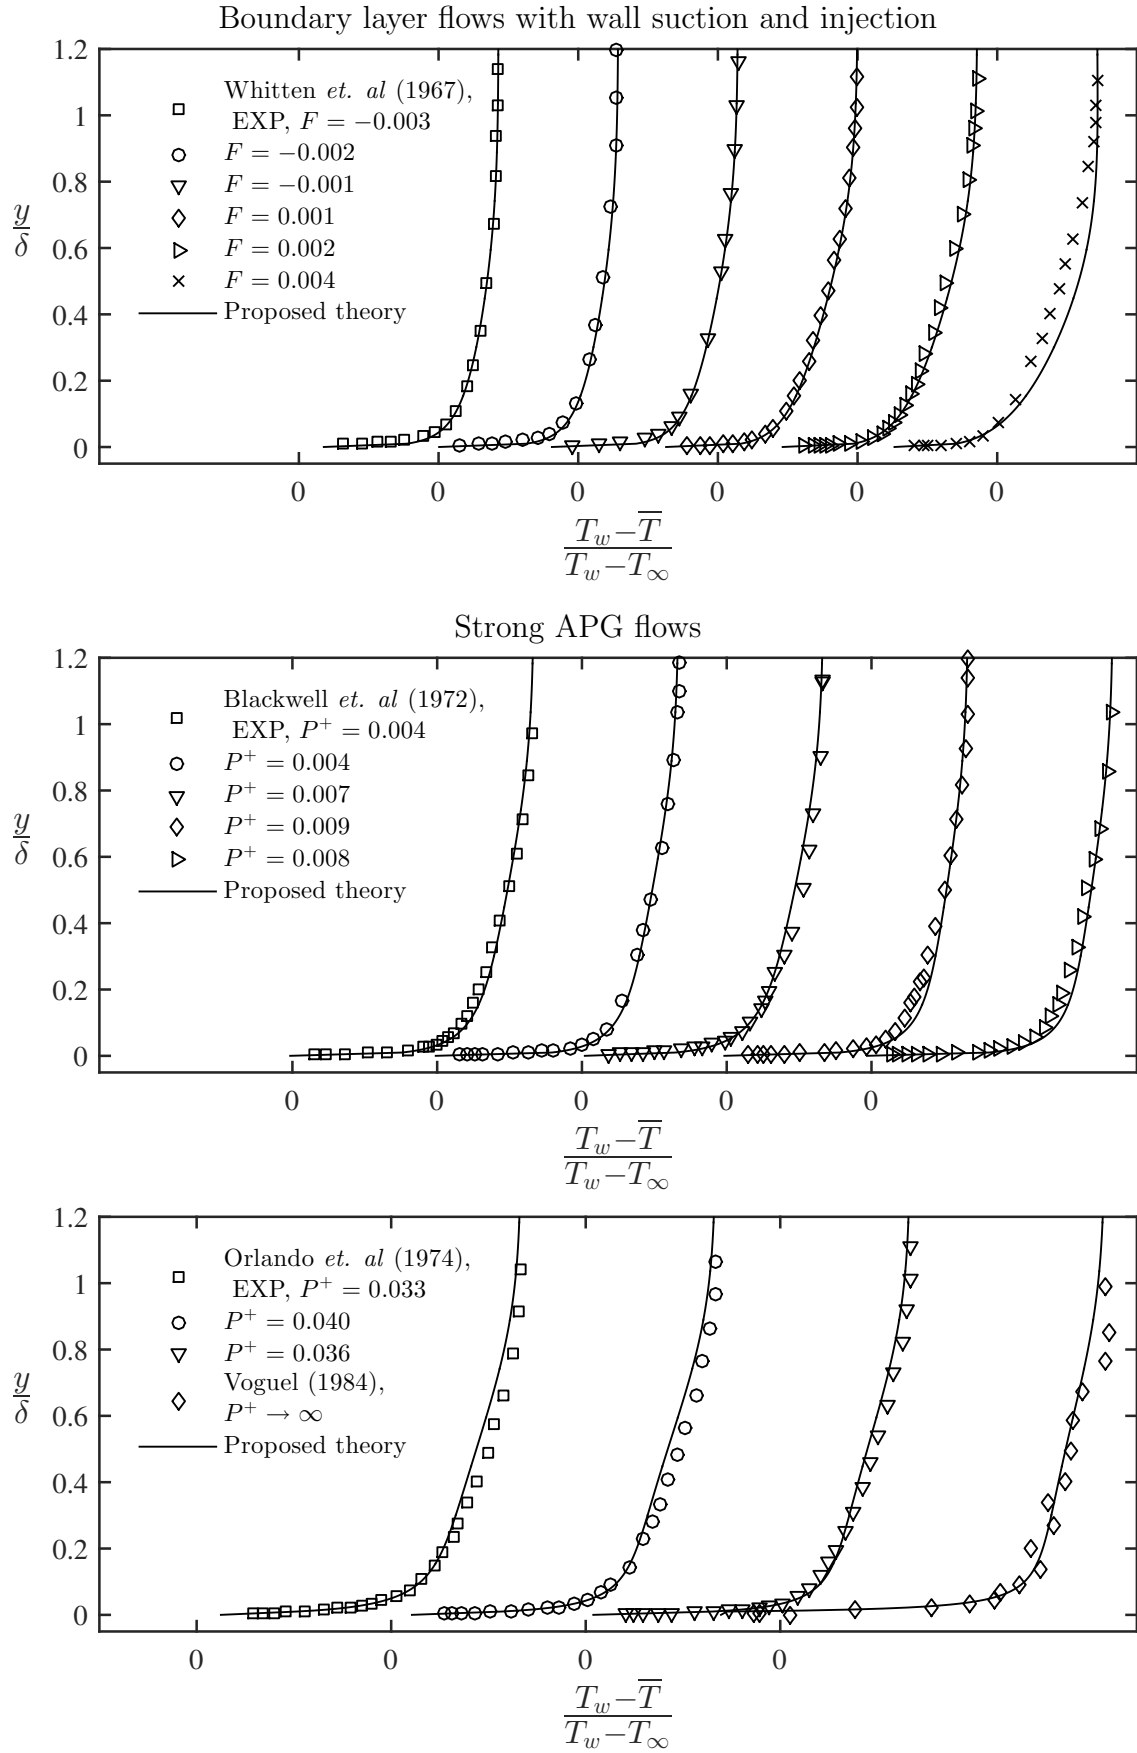 Boundary layer flows with wall suction and injection
1.2
1
0.8
0.6
0.4
0.2
0
y/δ
Whitten et. al (1967),
EXP, F = −0.003
F = −0.002
F = −0.001
F = 0.001
F = 0.002
F = 0.004
Proposed theory
0 0 0 0 0 0
T_w − T̅
T_w − T_∞
Strong APG flows
1.2
1
0.8
0.6
0.4
0.2
0
y/δ
Blackwell et. al (1972),
EXP, P⁺ = 0.004
P⁺ = 0.004
P⁺ = 0.007
P⁺ = 0.009
P⁺ = 0.008
Proposed theory
0 0 0 0 0
T_w − T̅
T_w − T_∞
1.2
1
0.8
0.6
0.4
0.2
0
y/δ
Orlando et. al (1974),
EXP, P⁺ = 0.033
P⁺ = 0.040
P⁺ = 0.036
Voguel (1984),
P⁺ → ∞
Proposed theory
0 0 0 0
T_w − T̅
T_w − T_∞